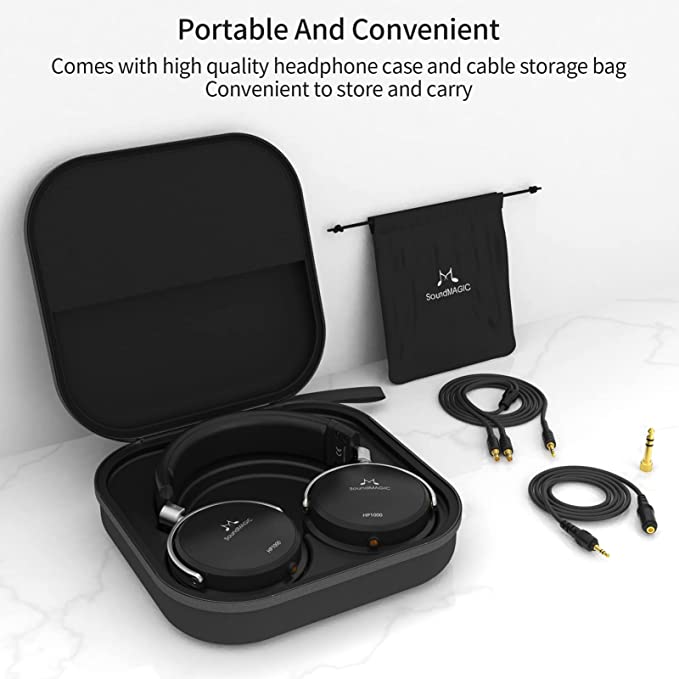 Portable And Convenient
Comes with high quality headphone case and cable storage bag
Convenient to store and carry
SoundMAGIC
SoundMAGIC
HP1000
SoundMAGIC
HP1000